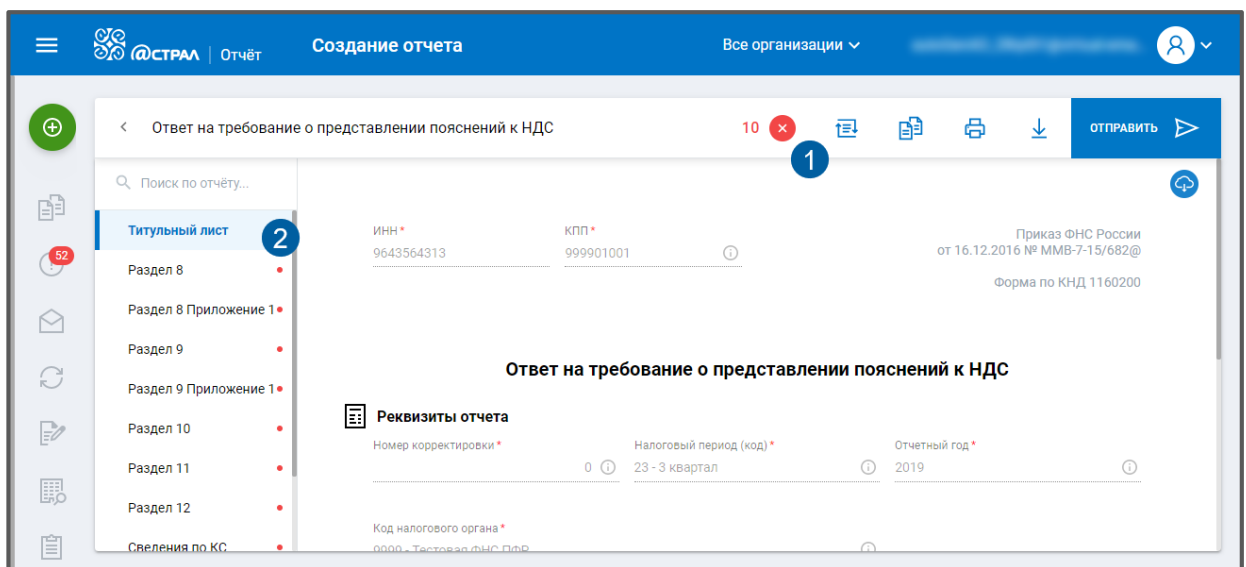 @СТРАЛ | Отчёт
Создание отчета
Все организации
Ответ на требование о представлении пояснений к НДС
10
ОТПРАВИТЬ
1
Поиск по отчёту...
52
Титульный лист
2
Раздел 8
Раздел 8 Приложение 1
Раздел 9
Раздел 9 Приложение 1
Раздел 10
Раздел 11
Раздел 12
Сведения по КС
ИНН *
КПП *
9643564313
999901001
Приказ ФНС России
от 16.12.2016 № ММВ-7-15/682@
Форма по КНД 1160200
Ответ на требование о представлении пояснений к НДС
Реквизиты отчета
Номер корректировки *
Налоговый период (код) *
Отчетный год *
0
23 - 3 квартал
2019
Код налогового органа *
9999 - Тестовая ФНС ПФР